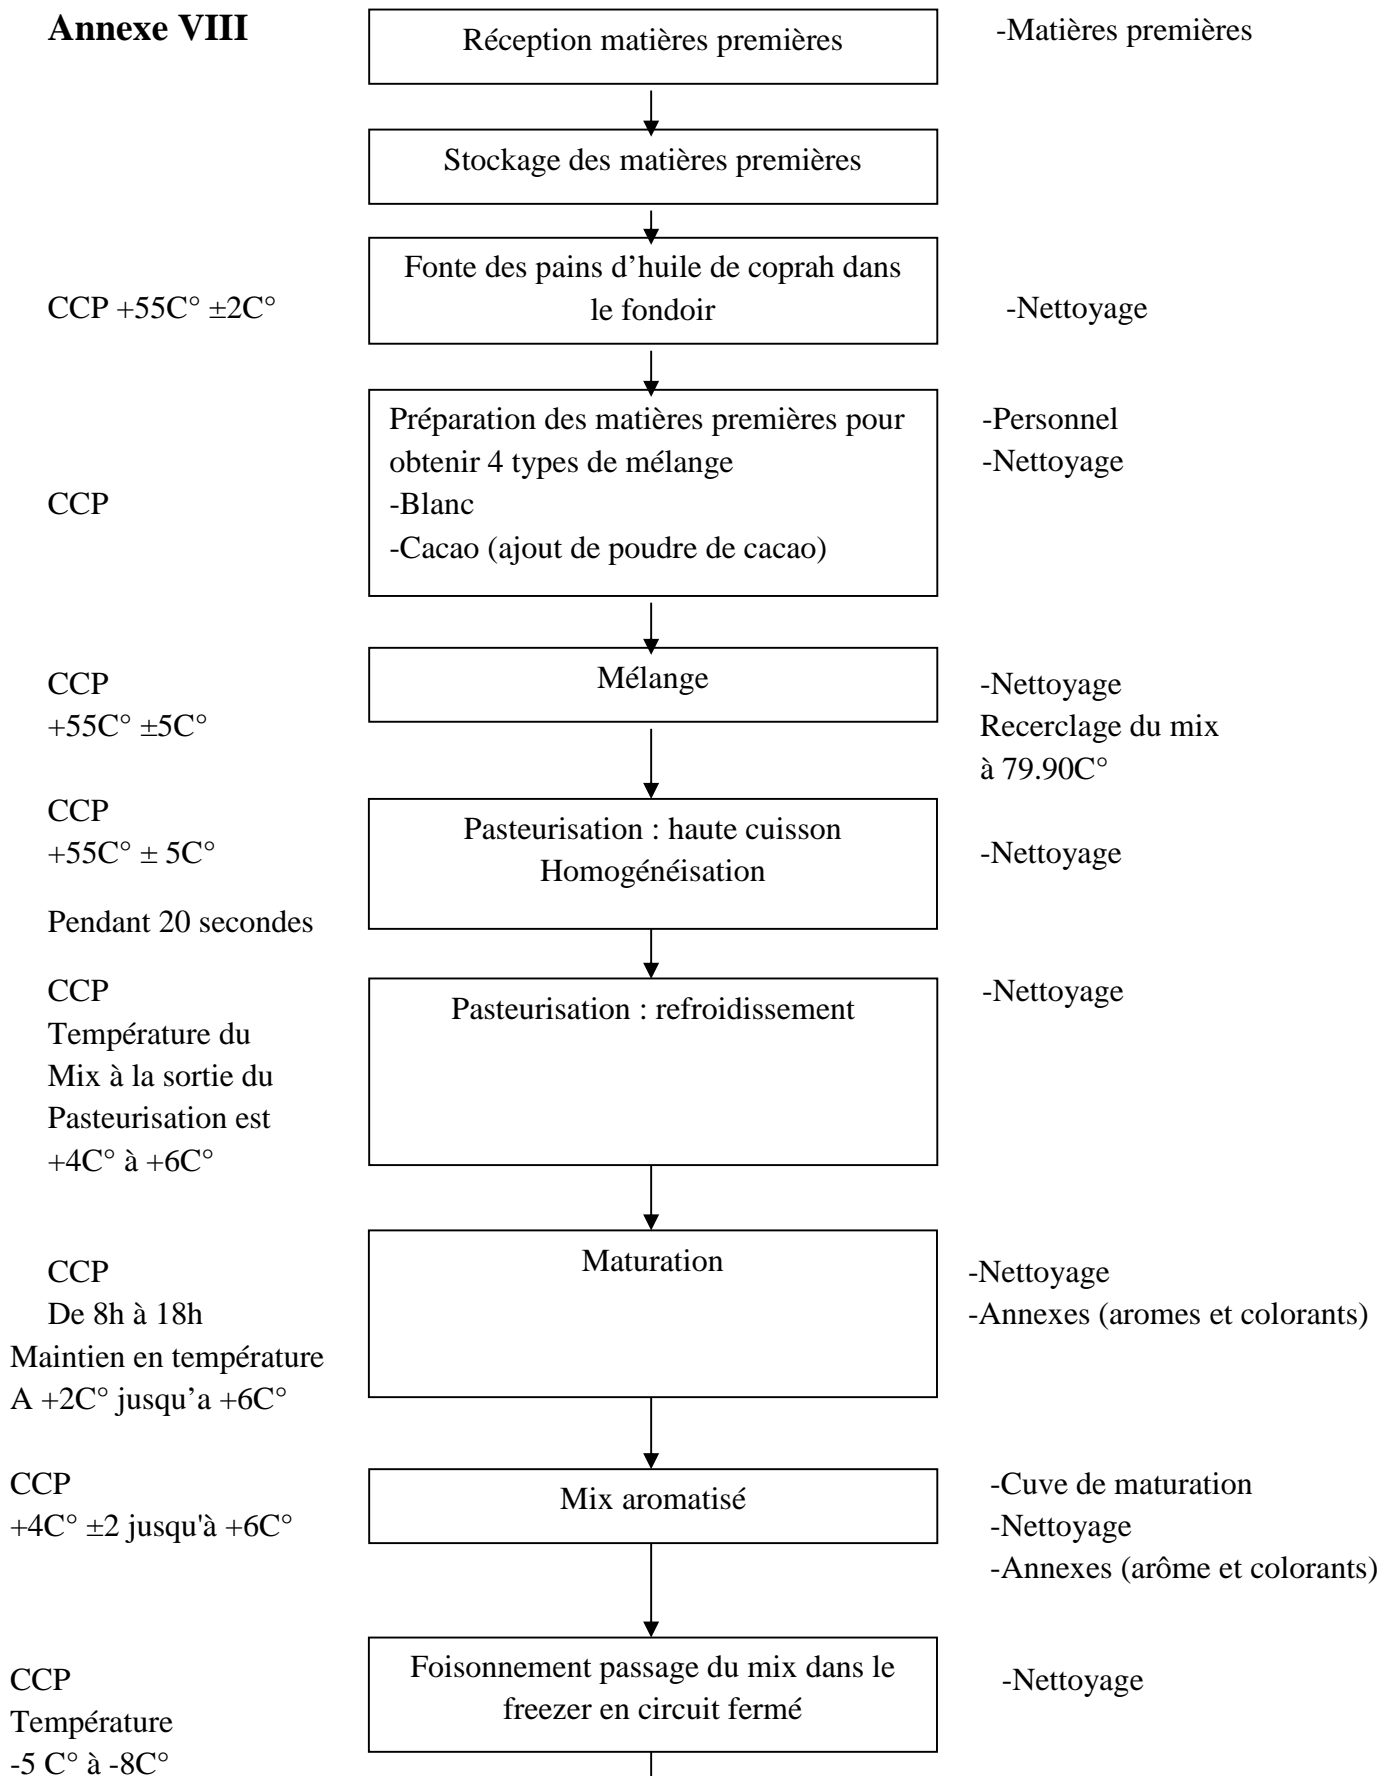 Annexe VIII
Réception matières premières
-Matières premières
Stockage des matières premières
Fonte des pains d'huile de coprah dans
le fondoir
CCP +55C° ±2C°
-Nettoyage
Préparation des matières premières pour
obtenir 4 types de mélange
-Blanc
-Cacao (ajout de poudre de cacao)
CCP
-Personnel
-Nettoyage
Mélange
CCP
+55C° ±5C°
-Nettoyage
Recerclage du mix
à 79.90C°
CCP
+55C° ± 5C°
Pendant 20 secondes
Pasteurisation : haute cuisson
Homogénéisation
-Nettoyage
CCP
Température du
Mix à la sortie du
Pasteurisation est
+4C° à +6C°
Pasteurisation : refroidissement
-Nettoyage
Maturation
CCP
De 8h à 18h
Maintien en température
A +2C° jusqu'a +6C°
-Nettoyage
-Annexes (aromes et colorants)
CCP
+4C° ±2 jusqu'à +6C°
Mix aromatisé
-Cuve de maturation
-Nettoyage
-Annexes (arôme et colorants)
Foisonnement passage du mix dans le
freezer en circuit fermé
CCP
Température
-5 C° à -8C°
-Nettoyage